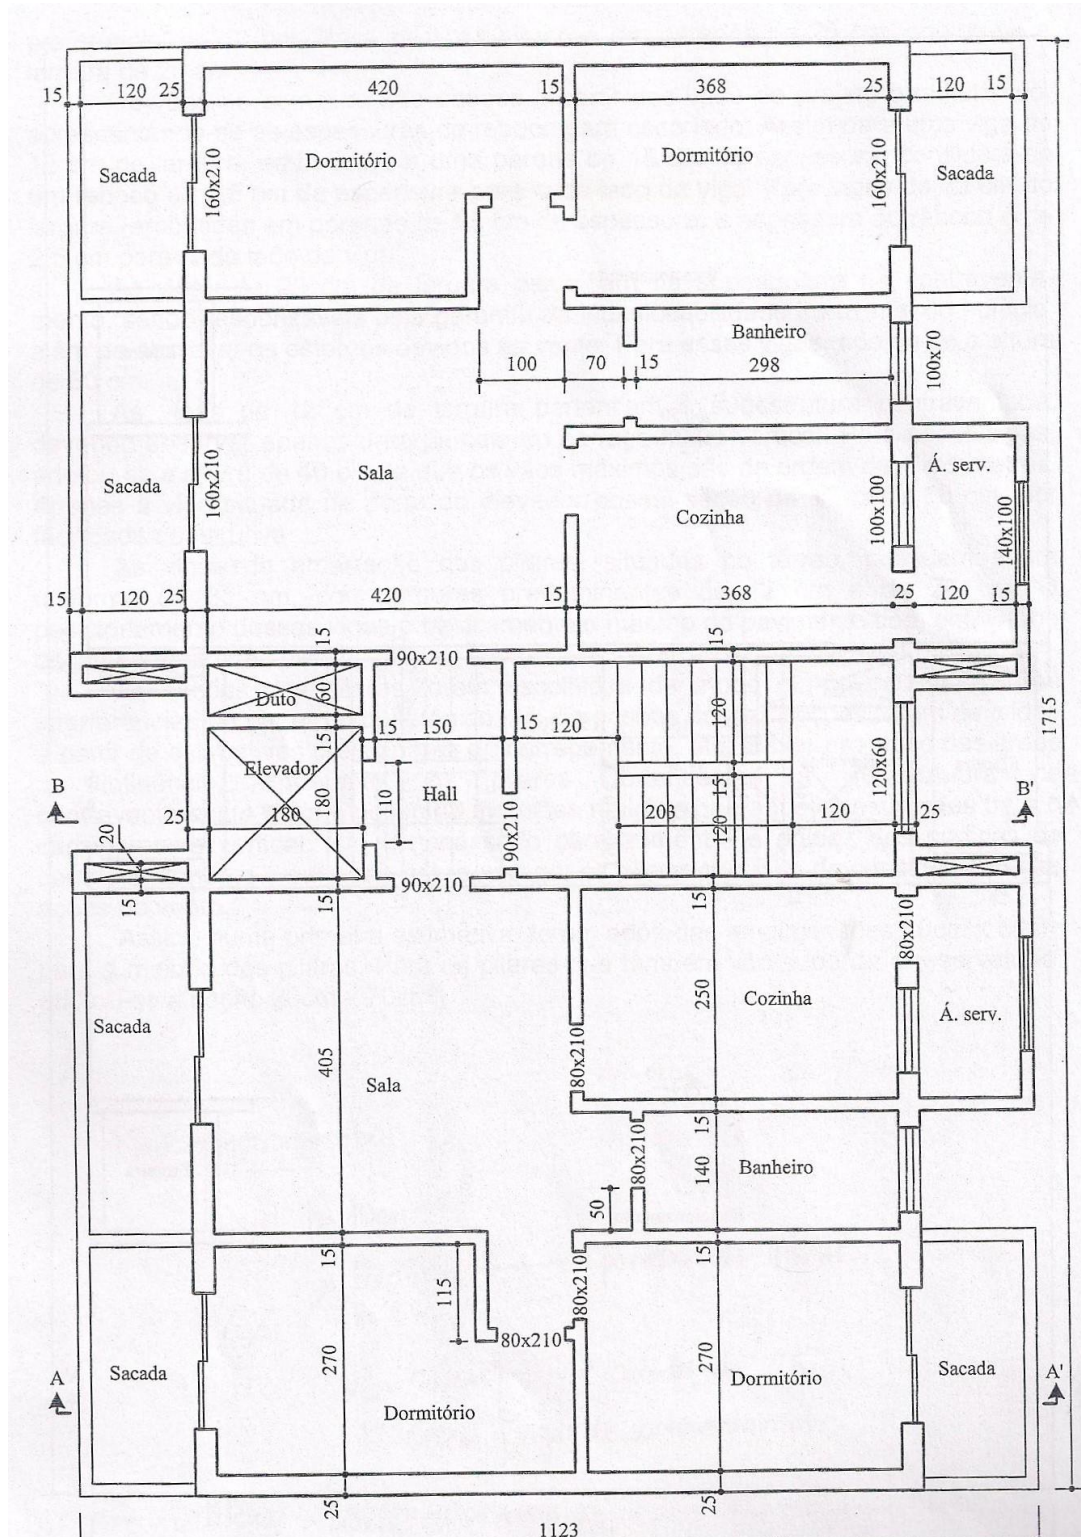 15 120 25 420 15 368 25 120 15
Dormitório
Dormitório
Sacada
160x210
160x210
Sacada
Banheiro
100 70 15 298
100x70
Sacada
160x210
Sala
Cozinha
100x100
Á. serv.
140x100
15 120 25 420 15 368 25 120 15
15
90x210
15
Duto
60
15
15 150 15 120
120
1715
Elevador
180
180
110
Hall
90x210
15
205
120
120
25
120x60
B
B'
25
20
15
15
90x210
15
80x210
250
Cozinha
Á. serv.
Sacada
405
Sala
80x210
15
80x210
140
Banheiro
50
15
15
80x210
115
80x210
270
270
A
A'
Sacada
Dormitório
Dormitório
Sacada
25
25
1123